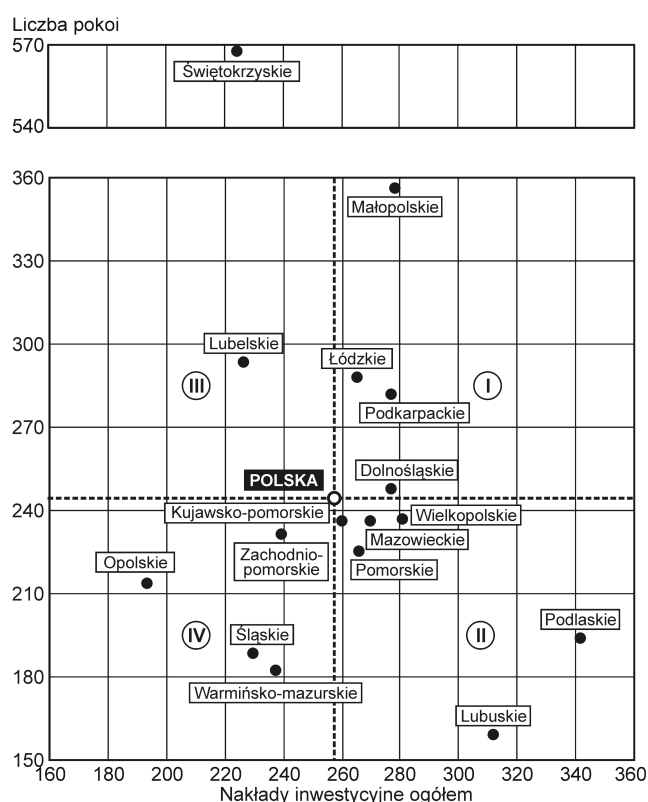 Liczba pokoi
570
Świętokrzyskie
540
360
Małopolskie
330
300
Lubelskie
Łódzkie
III
I
Podkarpackie
270
Dolnośląskie
POLSKA
240
Kujawsko-pomorskie
Wielkopolskie
Mazowieckie
Zachodnio-
pomorskie
Opolskie
Pomorskie
210
Podlaskie
IV
Śląskie
II
180
Warmińsko-mazurskie
Lubuskie
150
160 180 200 220 240 260 280 300 320 340 360
Nakłady inwestycyjne ogółem